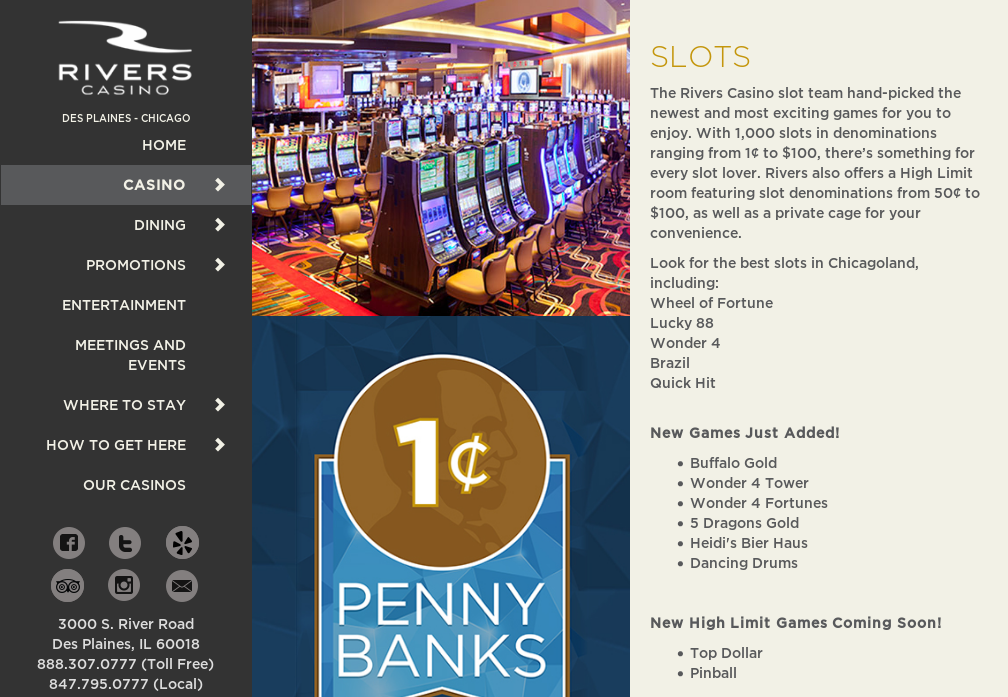 RIVERS
CASINO
DES PLAINES - CHICAGO
HOME
CASINO
DINING
PROMOTIONS
ENTERTAINMENT
MEETINGS AND
EVENTS
WHERE TO STAY
HOW TO GET HERE
OUR CASINOS
3000 S. River Road
Des Plaines, IL 60018
888.307.0777 (Toll Free)
847.795.0777 (Local)
1¢
PENNY
BANKS
SLOTS
The Rivers Casino slot team hand-picked the
newest and most exciting games for you to
enjoy. With 1,000 slots in denominations
ranging from 1¢ to $100, there’s something for
every slot lover. Rivers also offers a High Limit
room featuring slot denominations from 50¢ to
$100, as well as a private cage for your
convenience.
Look for the best slots in Chicagoland,
including:
Wheel of Fortune
Lucky 88
Wonder 4
Brazil
Quick Hit
New Games Just Added!
• Buffalo Gold
• Wonder 4 Tower
• Wonder 4 Fortunes
• 5 Dragons Gold
• Heidi's Bier Haus
• Dancing Drums
New High Limit Games Coming Soon!
• Top Dollar
• Pinball